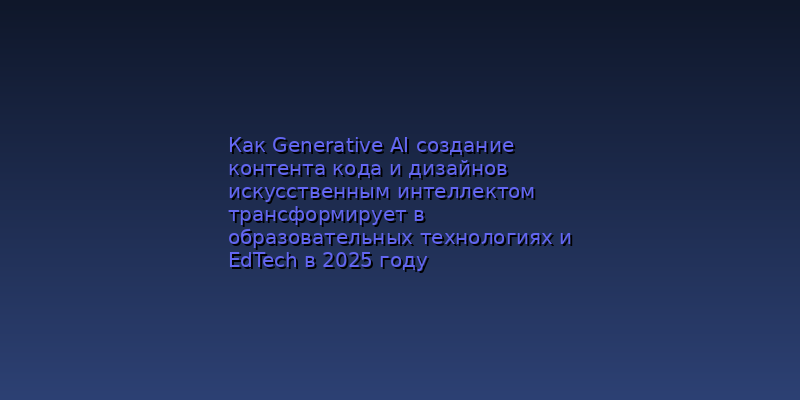 Как Generative AI создание
контента кода и дизайнов
искусственным интеллектом
трансформирует в
образовательных технологиях и
EdTech в 2025 году